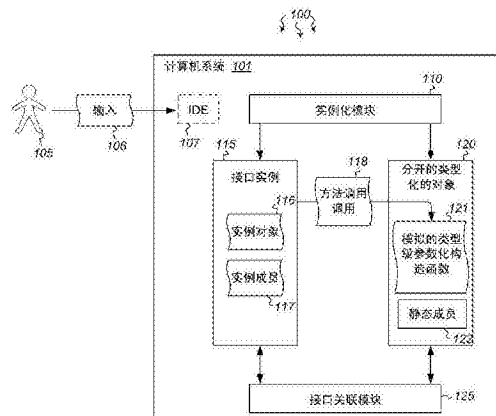 100
计算机系统 101
110
实例化模块
输入
IDE
105
106
107
115
接口实例
118
方法调用
调用
120
分开的类型
化的对象
116
实例对象
121
模拟的类型
级参数化构
造函数
实例成员
117
静态成员
122
接口关联模块
125